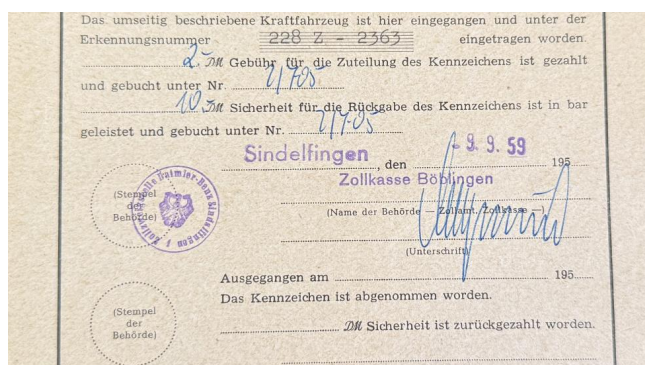 Das umseitig beschriebene Kraftfahrzeug ist hier eingegangen und unter der
Erkennungsnummer 228 Z - 2363 eingetragen worden.
2.- DM Gebühr für die Zuteilung des Kennzeichens ist gezahlt
und gebucht unter Nr.
10 DM Sicherheit für die Rückgabe des Kennzeichens ist in bar
geleistet und gebucht unter Nr.
Sindelfingen, den - 9. 9. 59 195
Zollkasse Böblingen
(Stempel
der
Behörde)
(Name der Behörde — Zollamt/Zollkasse —)
(Unterschrift)
Ausgegangen am 195
Das Kennzeichen ist abgenommen worden.
(Stempel
der
Behörde)
DM Sicherheit ist zurückgezahlt worden.